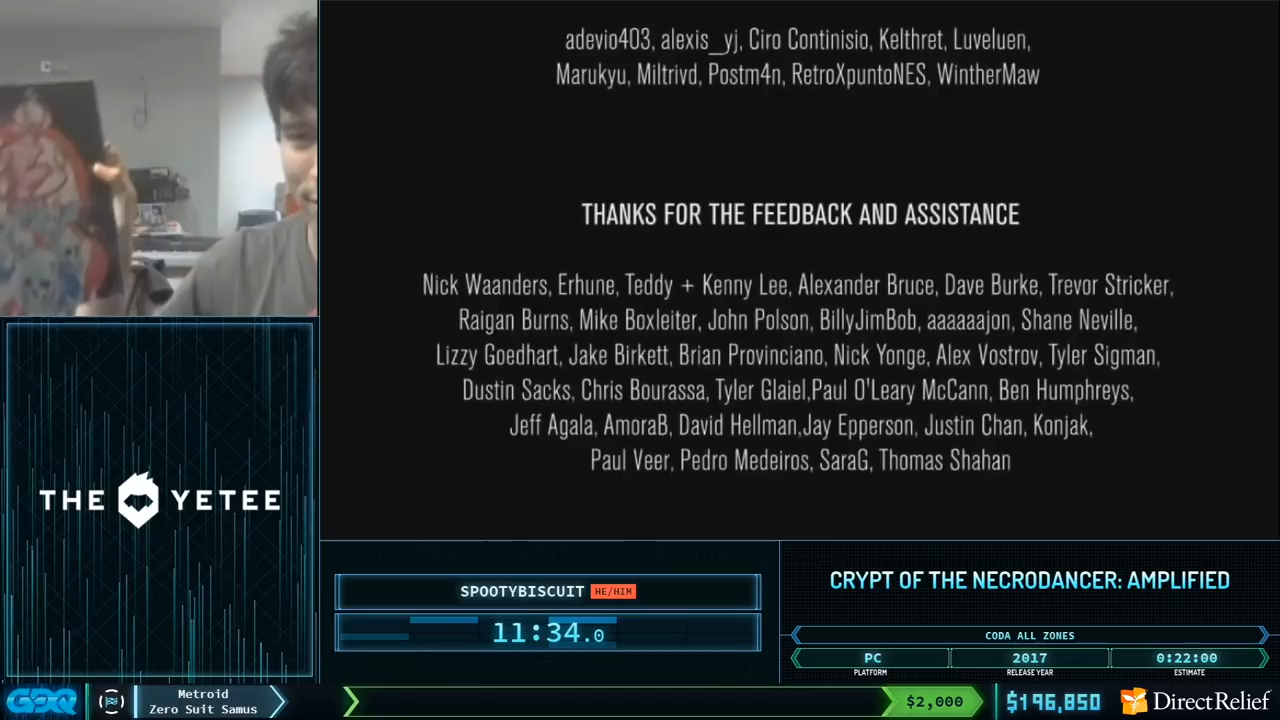 adevio403, alexis_yj, Ciro Continisio, Kelthret, Luveluen,
Marukyu, Miltrivd, Postm4n, RetroXpuntoNES, WintherMaw
THANKS FOR THE FEEDBACK AND ASSISTANCE
Nick Waanders, Erhune, Teddy + Kenny Lee, Alexander Bruce, Dave Burke, Trevor Stricker,
Raigan Burns, Mike Boxleiter, John Polson, BillyJimBob, aaaaaajon, Shane Neville,
Lizzy Goedhart, Jake Birkett, Brian Provinciano, Nick Yonge, Alex Vostrov, Tyler Sigman,
Dustin Sacks, Chris Bourassa, Tyler Glaiel,Paul O'Leary McCann, Ben Humphreys,
Jeff Agala, AmoraB, David Hellman,Jay Epperson, Justin Chan, Konjak,
Paul Veer, Pedro Medeiros, SaraG, Thomas Shahan
THE YETEE
SPOOTYBISCUIT HE/HIM
11:34.0
CRYPT OF THE NECRODANCER: AMPLIFIED
CODA ALL ZONES
PC 2017 0:22:00
PLATFORM RELEASE YEAR ESTIMATE
GDQ
Metroid
Zero Suit Samus
$2,000
$196,850
DirectRelief